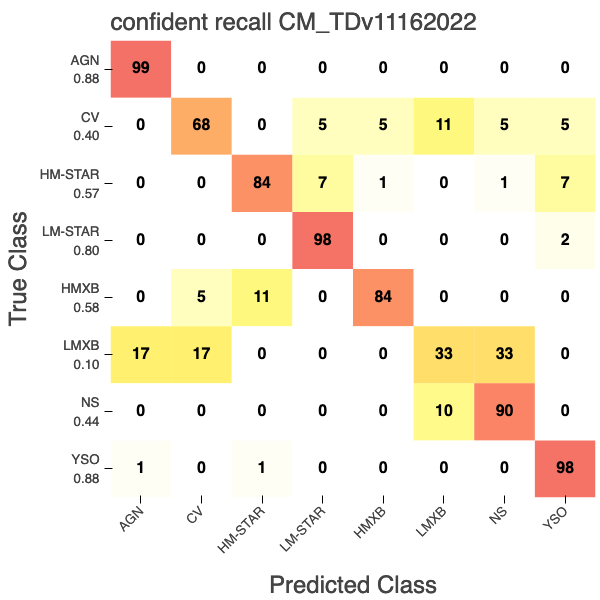 confident recall CM_TDv11162022
True Class
AGN
0.88
99 0 0 0 0 0 0 0
CV
0.40
0 68 0 5 5 11 5 5
HM-STAR
0.57
0 0 84 7 1 0 1 7
LM-STAR
0.80
0 0 0 98 0 0 0 2
HMXB
0.58
0 5 11 0 84 0 0 0
LMXB
0.10
17 17 0 0 0 33 33 0
NS
0.44
0 0 0 0 0 10 90 0
YSO
0.88
1 0 1 0 0 0 0 98
AGN CV HM-STAR LM-STAR HMXB LMXB NS YSO
Predicted Class